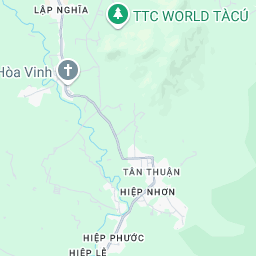 LẬP NGHĨA
TTC WORLD TÀCÚ
Hòa Vinh
TÂN THUẬN
HIỆP NHƠN
HIỆP PHƯỚC
HIỆP LỄ